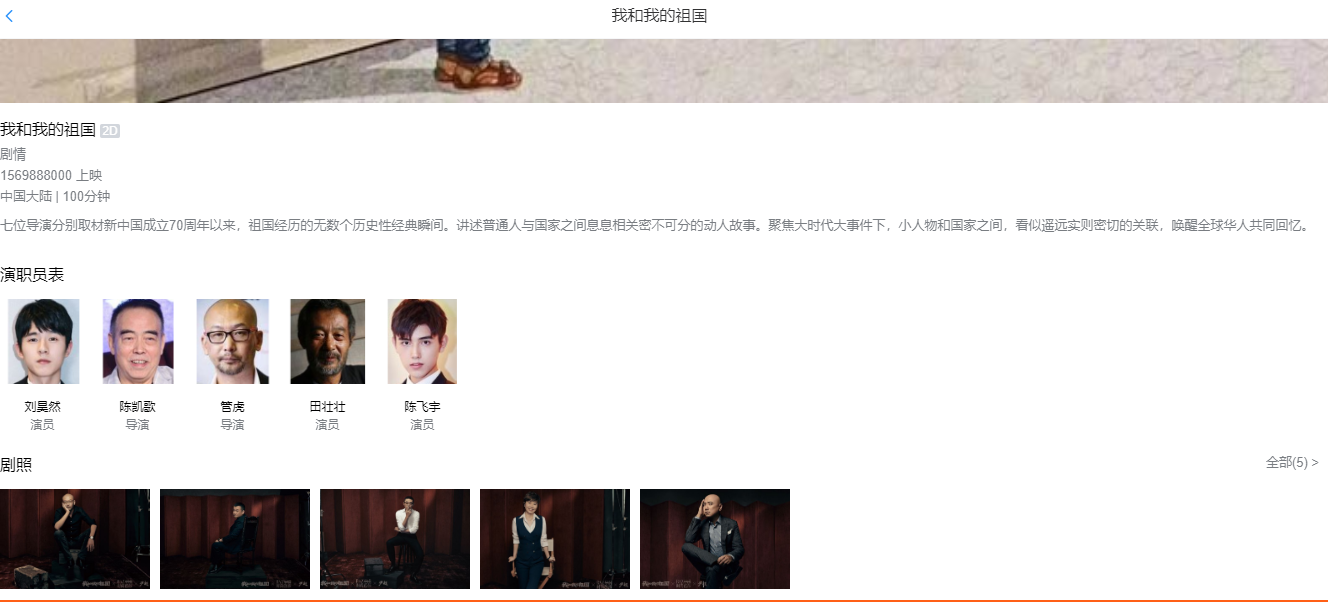 我和我的祖国
我和我的祖国 2D
剧情
1569888000 上映
中国大陆 | 100分钟
七位导演分别取材新中国成立70周年以来，祖国经历的无数个历史性经典瞬间。讲述普通人与国家之间息息相关密不可分的动人故事。聚焦大时代大事件下，小人物和国家之间，看似遥远实则密切的关联，唤醒全球华人共同回忆。
演职员表
刘昊然 陈凯歌 管虎 田壮壮 陈飞宇
演员 导演 导演 演员 演员
剧照 全部(5) >